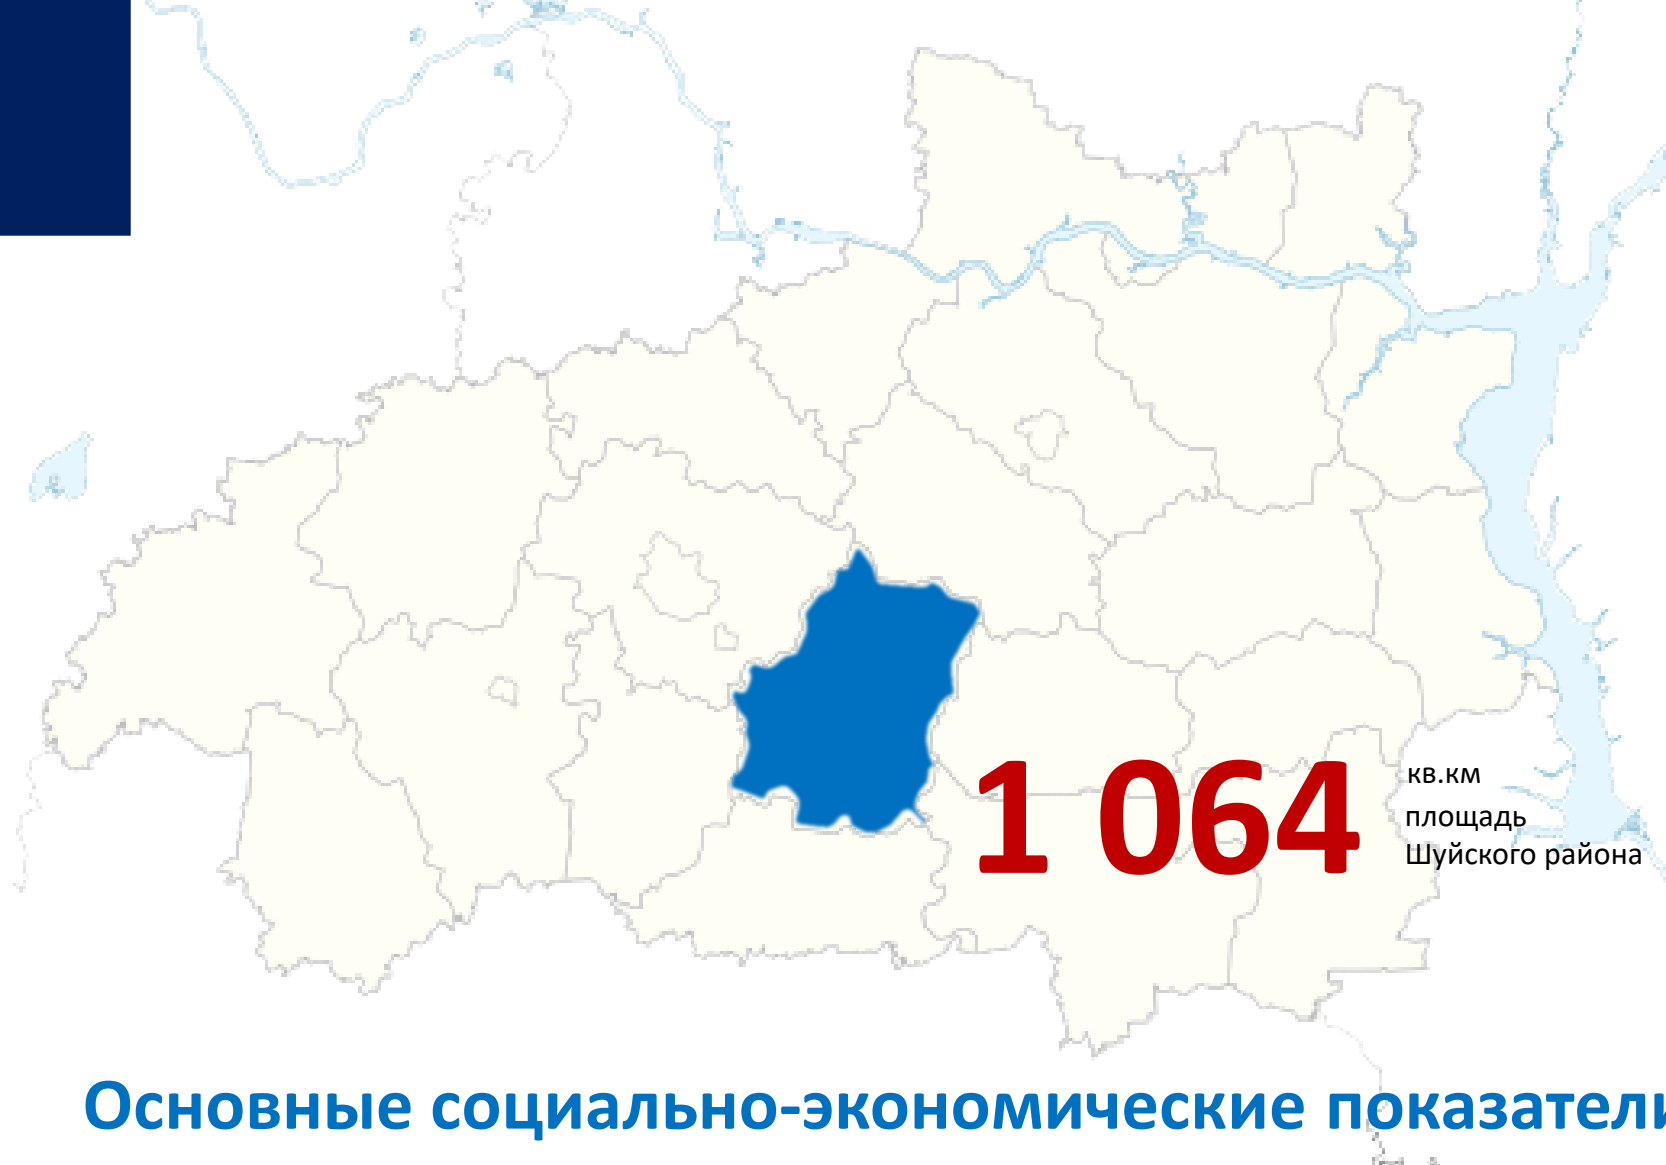 1 064
кв.км
площадь
Шуйского района
Основные социально-экономические показатели